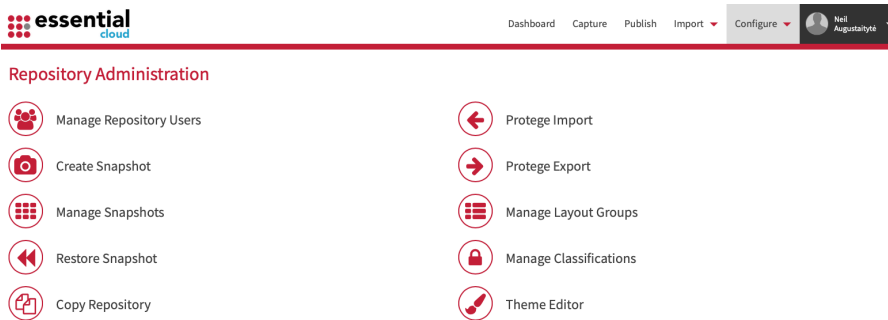 essential
cloud
Dashboard
Capture
Publish
Import
Configure
Neil
Augustaityté
Repository Administration
Manage Repository Users
Protege Import
Create Snapshot
Protege Export
Manage Snapshots
Manage Layout Groups
Restore Snapshot
Manage Classifications
Copy Repository
Theme Editor